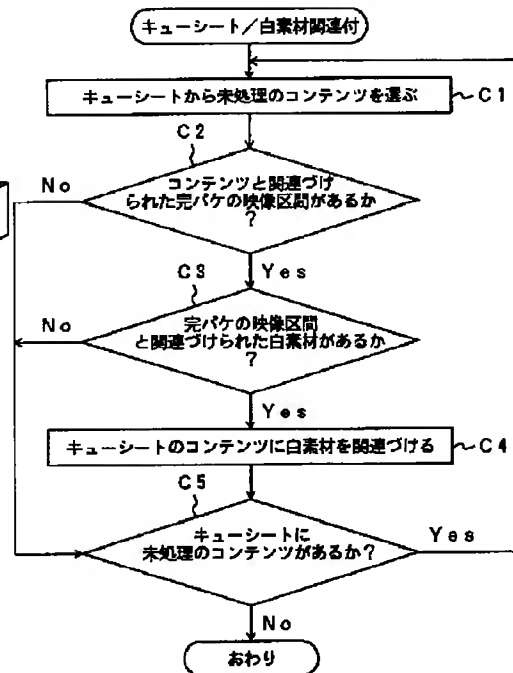 キューシート／白素材関連付
キューシートから未処理のコンテンツを選ぶ
C1
C2
コンテンツと関連づけ
られた完パケの映像区間があるか
?
No
Yes
C3
完パケの映像区間
と関連づけられた白素材があるか
?
No
Yes
キューシートのコンテンツに白素材を関連づける
C4
C5
キューシートに
未処理のコンテンツがあるか?
Yes
No
おわり